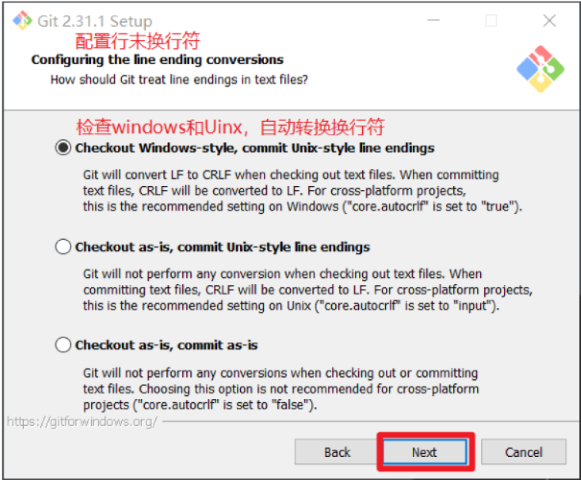 Git 2.31.1 Setup
配置行末换行符
Configuring the line ending conversions
How should Git treat line endings in text files?
检查windows和Uinx，自动转换换行符
Checkout Windows-style, commit Unix-style line endings
Git will convert LF to CRLF when checking out text files. When committing
text files, CRLF will be converted to LF. For cross-platform projects,
this is the recommended setting on Windows ("core.autocrlf" is set to "true").
Checkout as-is, commit Unix-style line endings
Git will not perform any conversion when checking out text files. When
committing text files, CRLF will be converted to LF. For cross-platform projects,
this is the recommended setting on Unix ("core.autocrlf" is set to "input").
Checkout as-is, commit as-is
Git will not perform any conversions when checking out or committing
text files. Choosing this option is not recommended for cross-platform
projects ("core.autocrlf" is set to "false").
https://gitforwindows.org/
Back
Next
Cancel